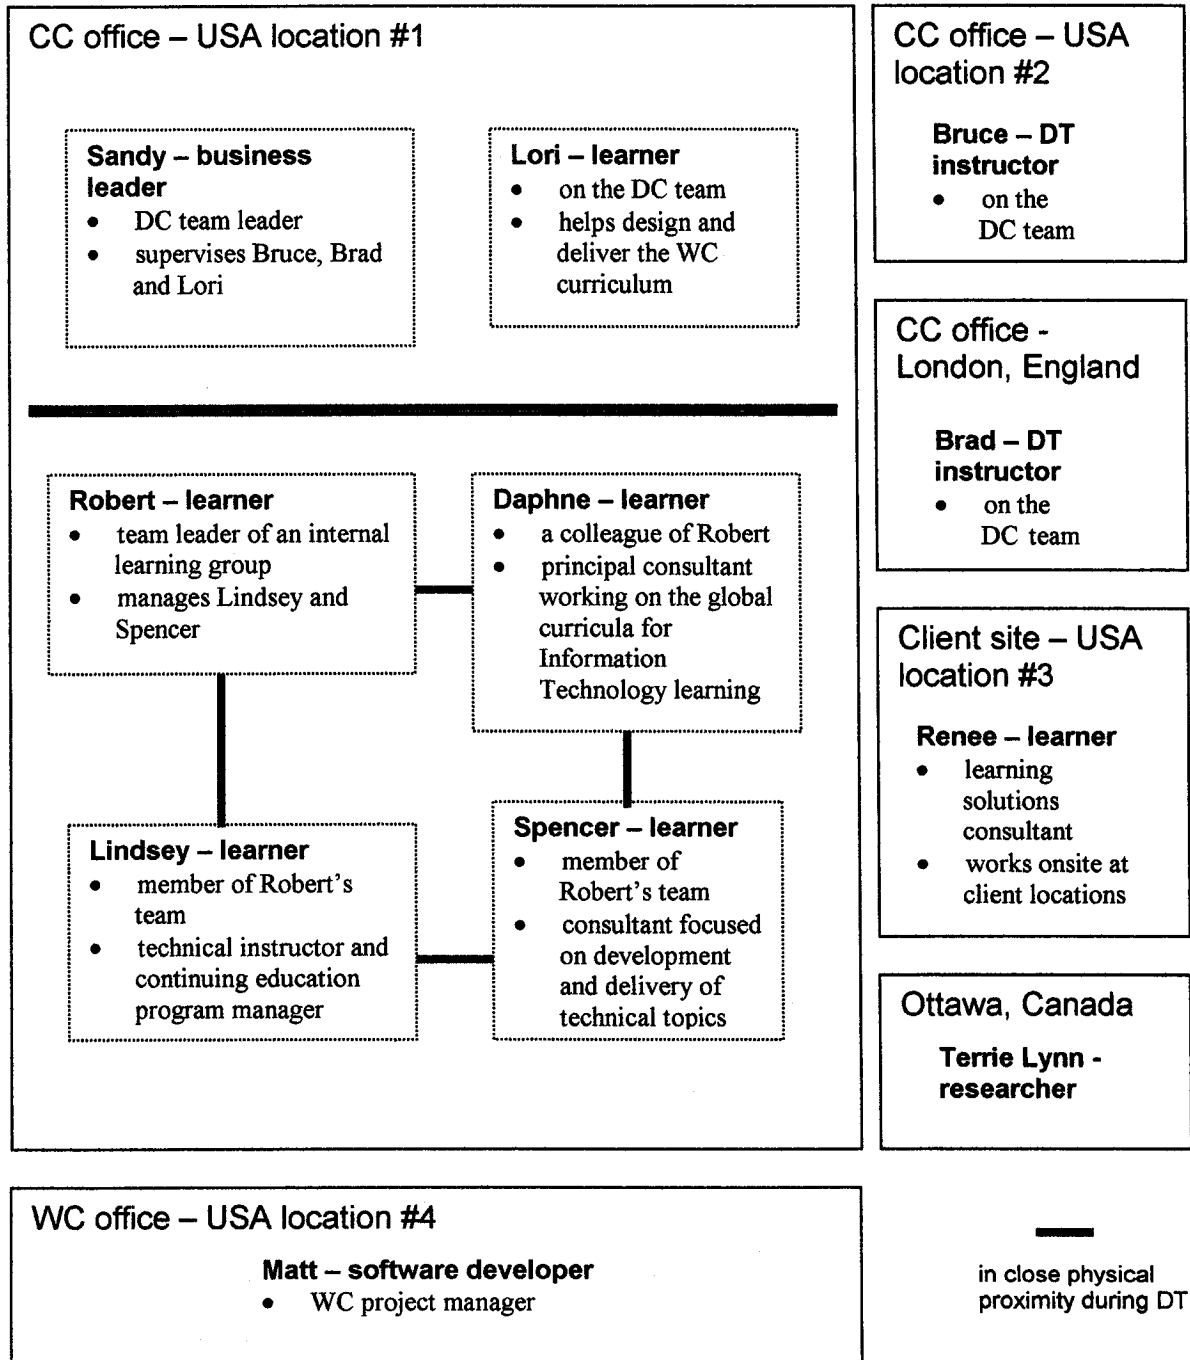 CC office – USA location #1
Sandy – business
leader
• DC team leader
• supervises Bruce, Brad
and Lori
Lori – learner
• on the DC team
• helps design and
deliver the WC
curriculum
Robert – learner
• team leader of an internal
learning group
• manages Lindsey and
Spencer
Daphne – learner
• a colleague of Robert
• principal consultant
working on the global
curricula for
Information
Technology learning
Lindsey – learner
• member of Robert's
team
• technical instructor and
continuing education
program manager
Spencer – learner
• member of
Robert's team
• consultant focused
on development
and delivery of
technical topics
CC office – USA
location #2
Bruce – DT
instructor
• on the
DC team
CC office -
London, England
Brad – DT
instructor
• on the
DC team
Client site – USA
location #3
Renee – learner
• learning
solutions
consultant
• works onsite at
client locations
Ottawa, Canada
Terrie Lynn -
researcher
WC office – USA location #4
Matt – software developer
• WC project manager
in close physical
proximity during DT